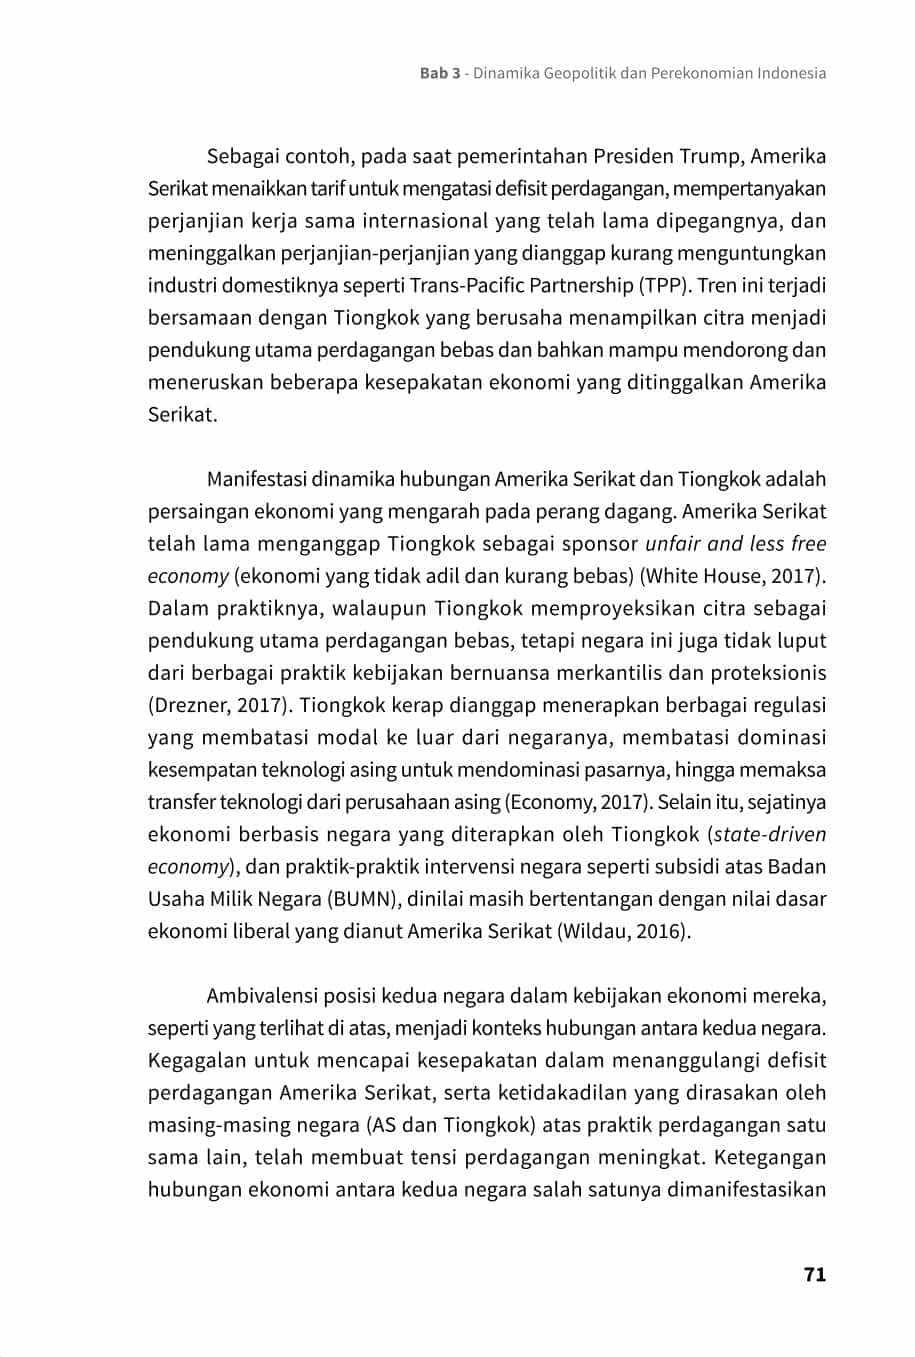 Bab 3 - Dinamika Geopolitik dan Perekonomian Indonesia
Sebagai contoh, pada saat pemerintahan Presiden Trump, Amerika
Serikat menaikkan tarif untuk mengatasi defisit perdagangan, mempertanyakan
perjanjian kerja sama internasional yang telah lama dipegangnya, dan
meninggalkan perjanjian-perjanjian yang dianggap kurang menguntungkan
industri domestiknya seperti Trans-Pacific Partnership (TPP). Tren ini terjadi
bersamaan dengan Tiongkok yang berusaha menampilkan citra menjadi
pendukung utama perdagangan bebas dan bahkan mampu mendorong dan
meneruskan beberapa kesepakatan ekonomi yang ditinggalkan Amerika
Serikat.
Manifestasi dinamika hubungan Amerika Serikat dan Tiongkok adalah
persaingan ekonomi yang mengarah pada perang dagang. Amerika Serikat
telah lama menganggap Tiongkok sebagai sponsor unfair and less free
economy (ekonomi yang tidak adil dan kurang bebas) (White House, 2017).
Dalam praktiknya, walaupun Tiongkok memproyeksikan citra sebagai
pendukung utama perdagangan bebas, tetapi negara ini juga tidak luput
dari berbagai praktik kebijakan bernuansa merkantilis dan proteksionis
(Drezner, 2017). Tiongkok kerap dianggap menerapkan berbagai regulasi
yang membatasi modal ke luar dari negaranya, membatasi dominasi
kesempatan teknologi asing untuk mendominasi pasarnya, hingga memaksa
transfer teknologi dari perusahaan asing (Economy, 2017). Selain itu, sejatinya
ekonomi berbasis negara yang diterapkan oleh Tiongkok (state-driven
economy), dan praktik-praktik intervensi negara seperti subsidi atas Badan
Usaha Milik Negara (BUMN), dinilai masih bertentangan dengan nilai dasar
ekonomi liberal yang dianut Amerika Serikat (Wildau, 2016).
Ambivalensi posisi kedua negara dalam kebijakan ekonomi mereka,
seperti yang terlihat di atas, menjadi konteks hubungan antara kedua negara.
Kegagalan untuk mencapai kesepakatan dalam menanggulangi defisit
perdagangan Amerika Serikat, serta ketidakadilan yang dirasakan oleh
masing-masing negara (AS dan Tiongkok) atas praktik perdagangan satu
sama lain, telah membuat tensi perdagangan meningkat. Ketegangan
hubungan ekonomi antara kedua negara salah satunya dimanifestasikan
71